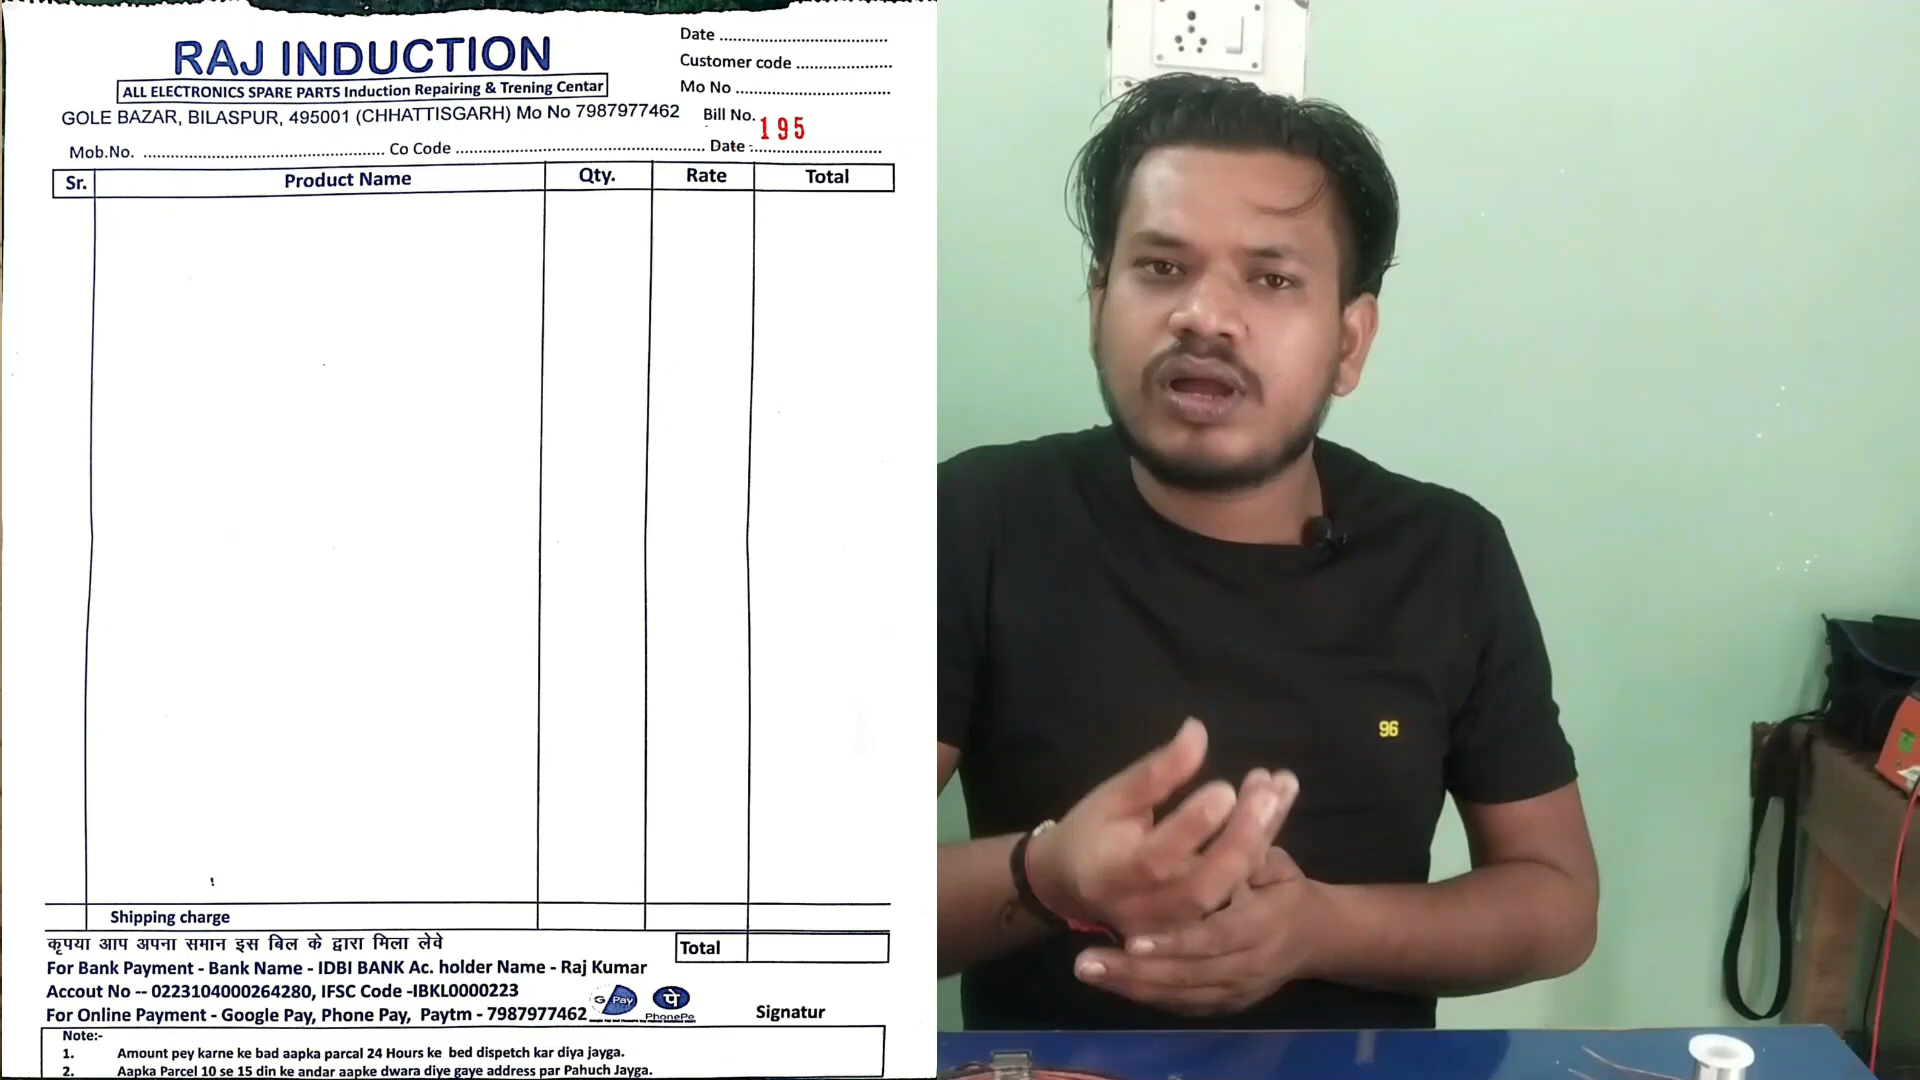 RAJ INDUCTION
ALL ELECTRONICS SPARE PARTS Induction Repairing & Trening Centar
GOLE BAZAR, BILASPUR, 495001 (CHHATTISGARH) Mo No 7987977462
Date ..................................
Customer code ....................
Mo No ................................
Bill No. 195
Mob.No. ................................................. Co Code ................................................... Date :...........................
Sr. Product Name Qty. Rate Total
Shipping charge
कृपया आप अपना समान इस बिल के द्वारा मिला लेवे
Total
For Bank Payment - Bank Name - IDBI BANK Ac. holder Name - Raj Kumar
Accout No -- 0223104000264280, IFSC Code -IBKL0000223
For Online Payment - Google Pay, Phone Pay, Paytm - 7987977462
G Pay
पे
PhonePe
Signatur
Note:-
1. Amount pey karne ke bad aapka parcal 24 Hours ke bed dispetch kar diya jayga.
2. Aapka Parcel 10 se 15 din ke andar aapke dwara diye gaye address par Pahuch Jayga.
96